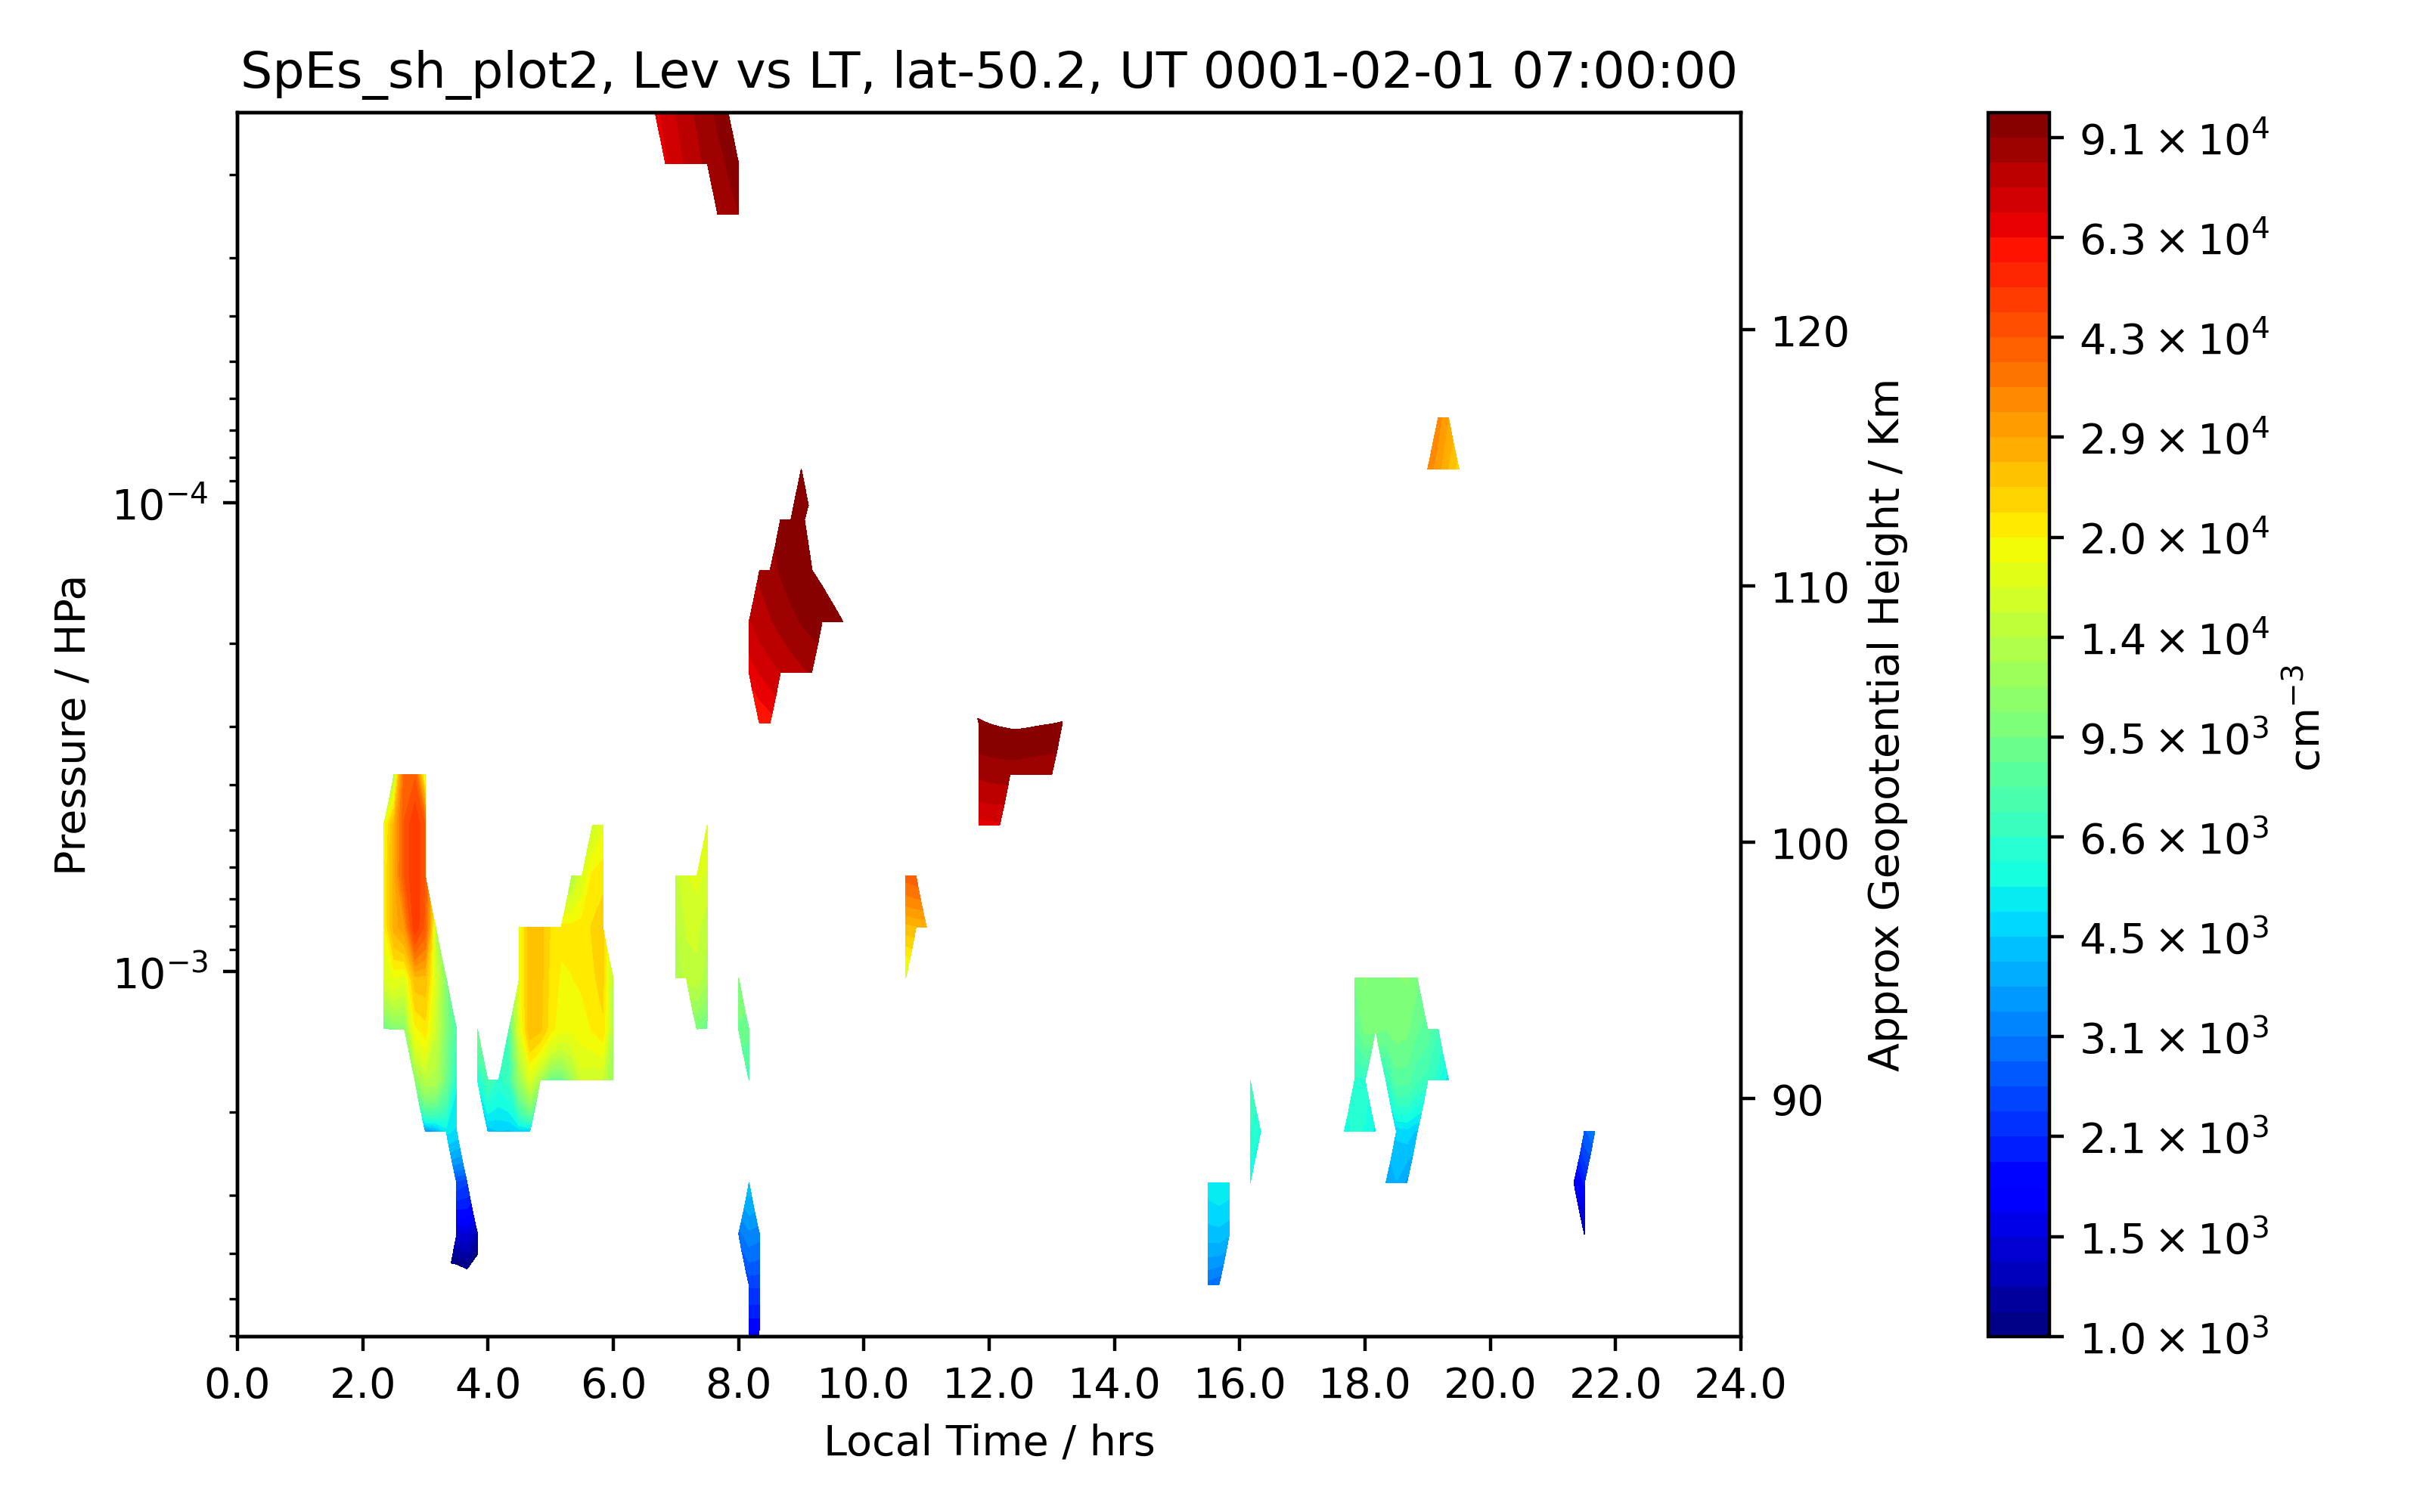 SpEs_sh_plot2, Lev vs LT, lat-50.2, UT 0001-02-01 07:00:00
Pressure / HPa
10⁻⁴
10⁻³
120
110
100
90
Approx Geopotential Height / Km
9.1 × 10⁴
6.3 × 10⁴
4.3 × 10⁴
2.9 × 10⁴
2.0 × 10⁴
1.4 × 10⁴
9.5 × 10³
6.6 × 10³
4.5 × 10³
3.1 × 10³
2.1 × 10³
1.5 × 10³
1.0 × 10³
cm⁻³
0.0 2.0 4.0 6.0 8.0 10.0 12.0 14.0 16.0 18.0 20.0 22.0 24.0
Local Time / hrs